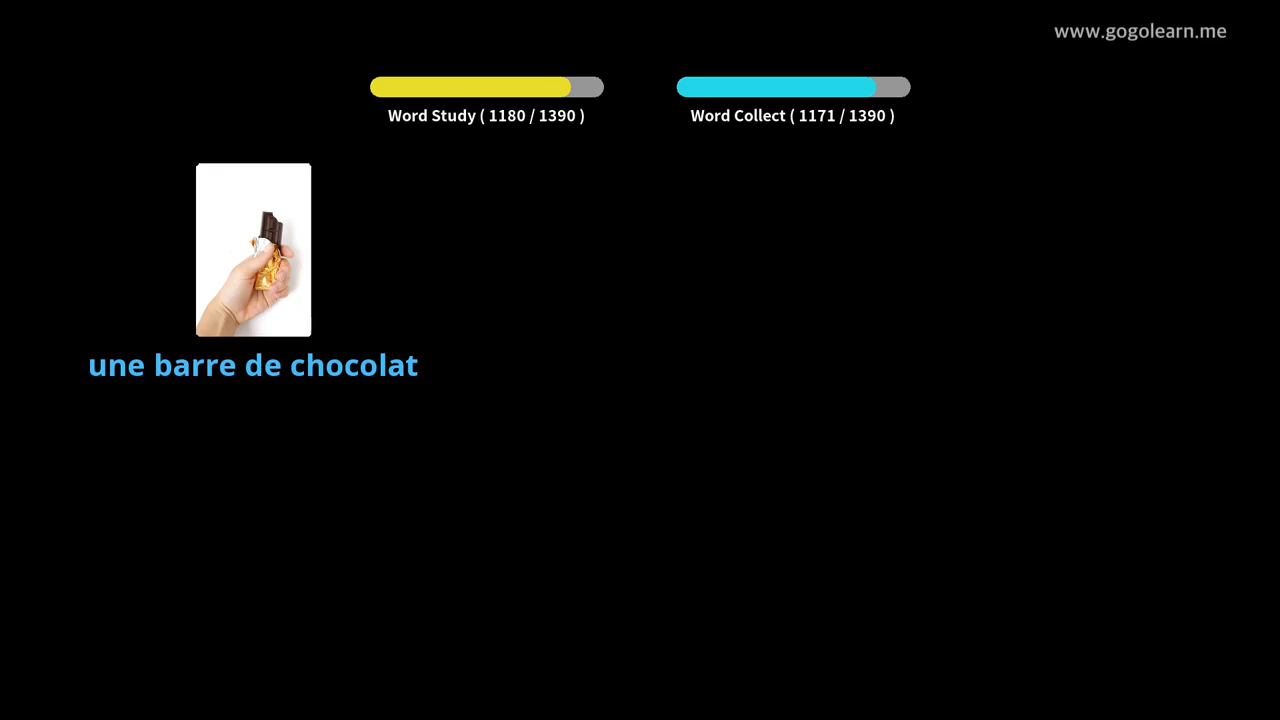 www.gogolearn.me
Word Study ( 1180 / 1390 )
Word Collect ( 1171 / 1390 )
une barre de chocolat